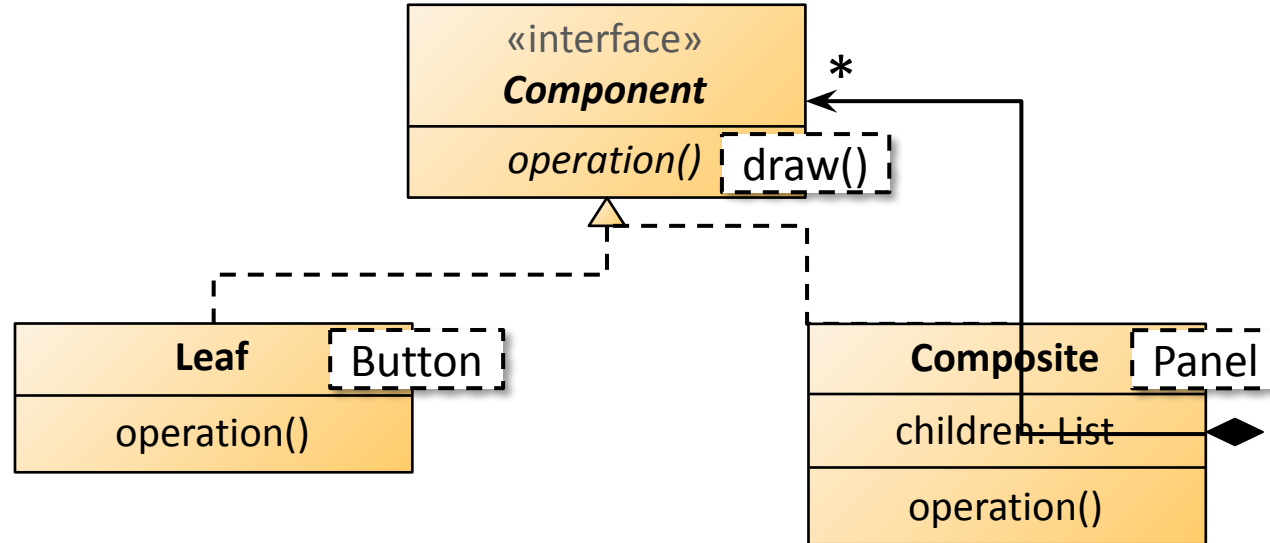 «interface»
Component
*
operation()
draw()
Leaf
Button
operation()
Composite
Panel
children: List
operation()